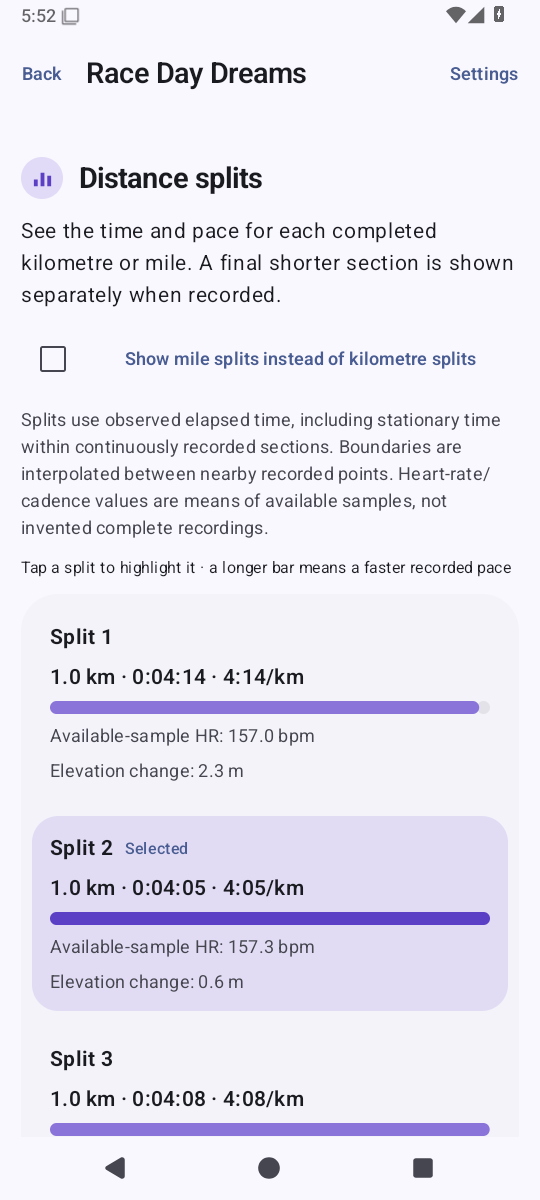 5:52
Back Race Day Dreams Settings
Distance splits
See the time and pace for each completed
kilometre or mile. A final shorter section is shown
separately when recorded.
Show mile splits instead of kilometre splits
Splits use observed elapsed time, including stationary time
within continuously recorded sections. Boundaries are
interpolated between nearby recorded points. Heart-rate/
cadence values are means of available samples, not
invented complete recordings.
Tap a split to highlight it · a longer bar means a faster recorded pace
Split 1
1.0 km · 0:04:14 · 4:14/km
Available-sample HR: 157.0 bpm
Elevation change: 2.3 m
Split 2 Selected
1.0 km · 0:04:05 · 4:05/km
Available-sample HR: 157.3 bpm
Elevation change: 0.6 m
Split 3
1.0 km · 0:04:08 · 4:08/km